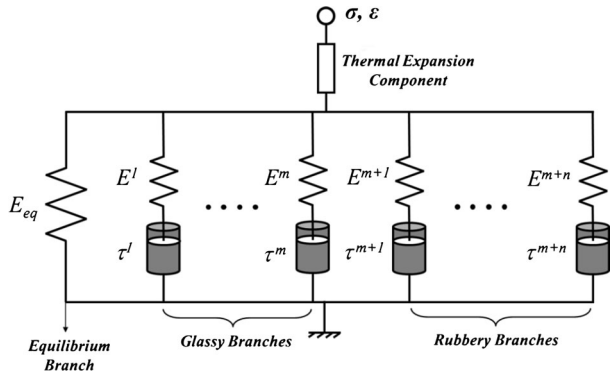 σ, ε
Thermal Expansion
Component
E_eq
E^1
E^m
E^{m+1}
E^{m+n}
....
....
τ^1
τ^m
τ^{m+1}
τ^{m+n}
Equilibrium
Branch
Glassy Branches
Rubbery Branches